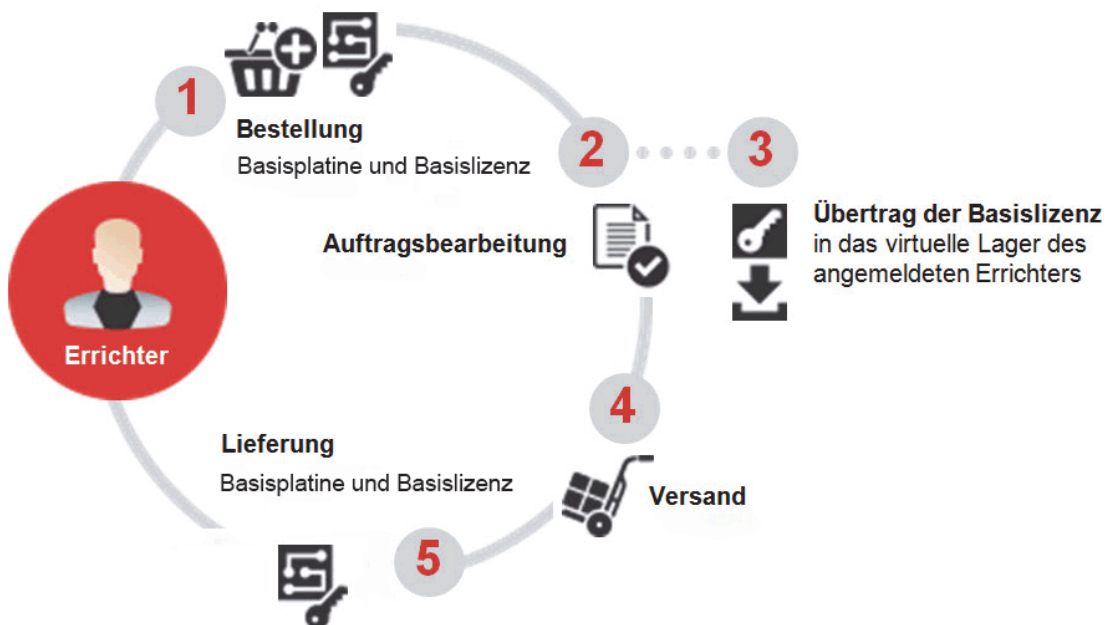 1
Bestellung
Basisplatine und Basislizenz
2
3
Auftragsbearbeitung
Übertrag der Basislizenz
in das virtuelle Lager des
angemeldeten Errichters
Errichter
4
Lieferung
Basisplatine und Basislizenz
Versand
5